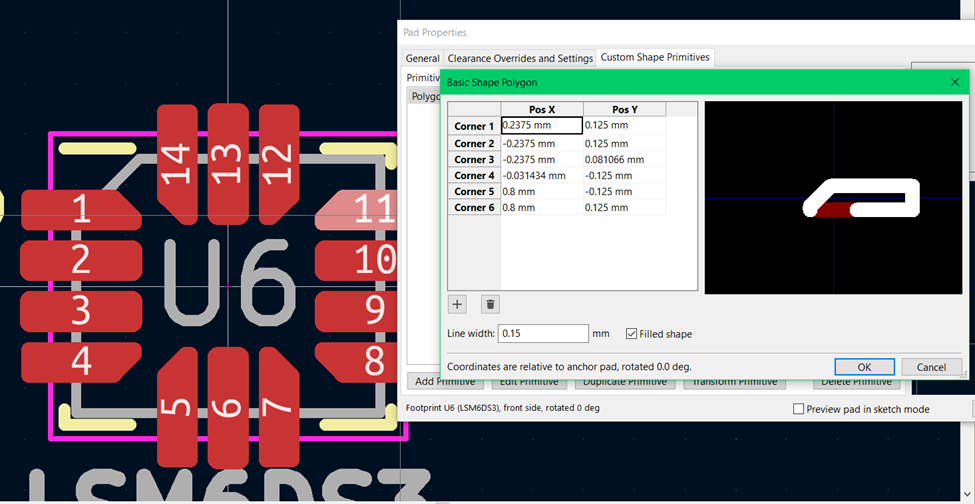 Pad Properties
General Clearance Overrides and Settings Custom Shape Primitives
Basic Shape Polygon
Pos X Pos Y
Corner 1 0.2375 mm 0.125 mm
Corner 2 -0.2375 mm 0.125 mm
Corner 3 -0.2375 mm 0.081066 mm
Corner 4 -0.031434 mm -0.125 mm
Corner 5 0.8 mm -0.125 mm
Corner 6 0.8 mm 0.125 mm
+
Line width: 0.15 mm Filled shape
Coordinates are relative to anchor pad, rotated 0.0 deg.
OK Cancel
Add Primitive Edit Primitive Duplicate Primitive Transform Primitive Delete Primitive
Footprint U6 (LSM6DS3), front side, rotated 0 deg
Preview pad in sketch mode
14 13 12
1 11
2 10
3 9
4 8
U6
5 6 7
LSM6DS3